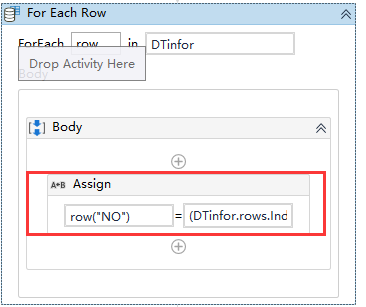 For Each Row
ForEach row in DTinfor
Drop Activity Here
Body
Body
A+B Assign
row("NO") = (DTinfor.rows.Ind